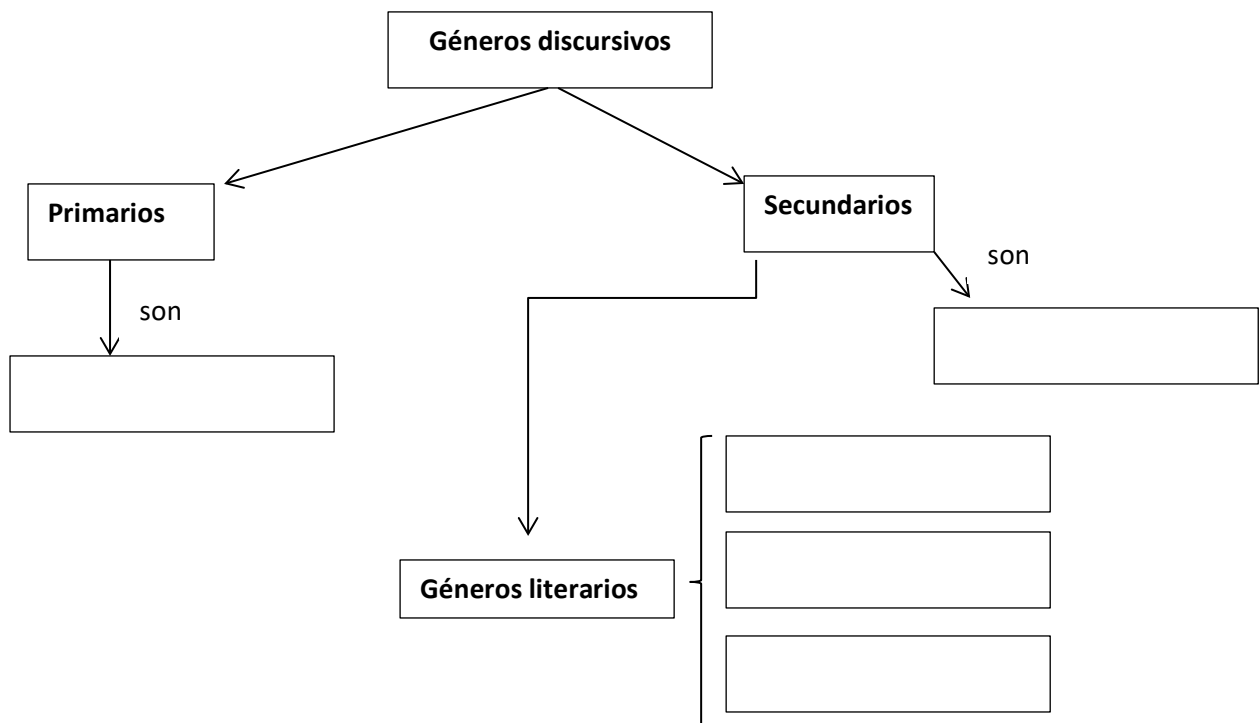 Géneros discursivos
Primarios
Secundarios
son
son
Géneros literarios